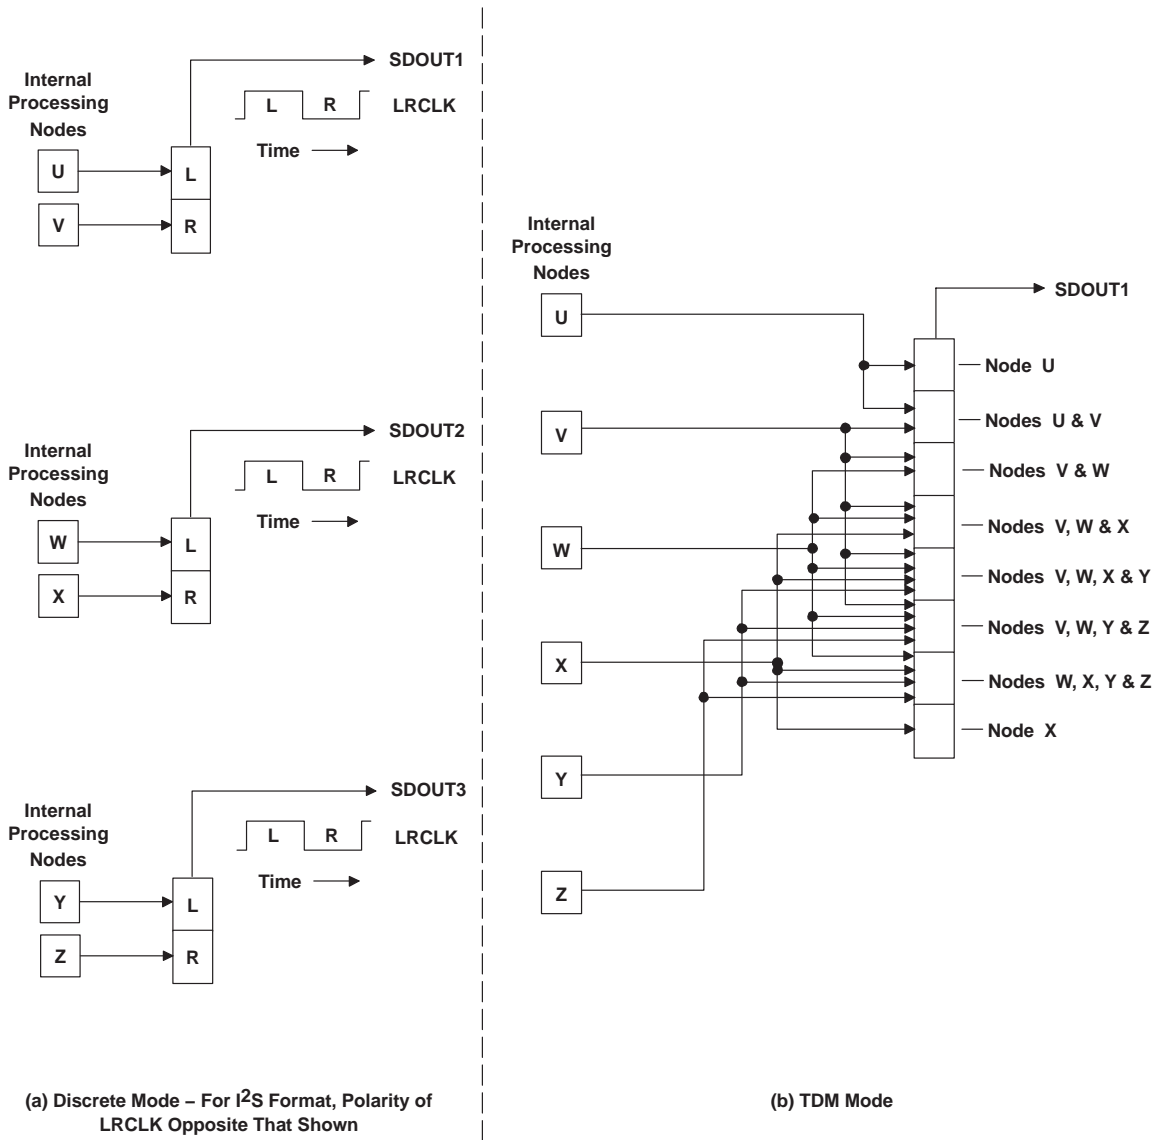 SDOUT1
Internal
Processing
Nodes
L R LRCLK
Time
U L
V R
SDOUT2
Internal
Processing
Nodes
L R LRCLK
Time
W L
X R
SDOUT3
Internal
Processing
Nodes
L R LRCLK
Time
Y L
Z R
(a) Discrete Mode – For I²S Format, Polarity of
LRCLK Opposite That Shown
Internal
Processing
Nodes
SDOUT1
U
Node U
Nodes U & V
V
Nodes V & W
Nodes V, W & X
W
Nodes V, W, X & Y
Nodes V, W, Y & Z
X
Nodes W, X, Y & Z
Node X
Y
Z
(b) TDM Mode